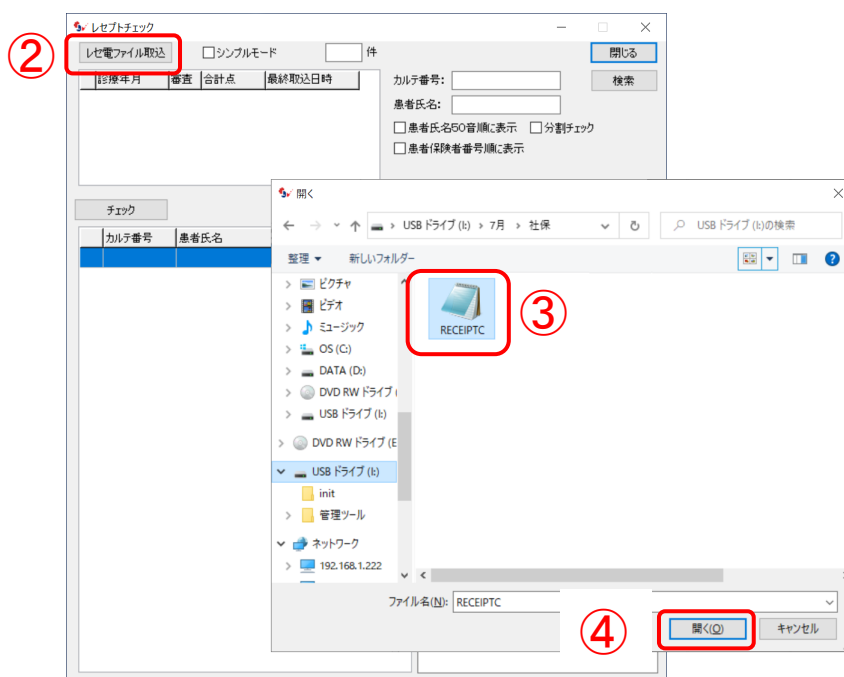 レセプトチェック
②
レセ電ファイル取込
シンプルモード
件
閉じる
診療年月 審査 合計点 最終取込日時
カルテ番号:
検索
患者氏名:
患者氏名50音順に表示 分割チェック
患者保険者番号順に表示
チェック
カルテ番号 患者氏名
開く
USB ドライブ (I:) › 7月 › 社保
USB ドライブ (I:)の検索
整理 新しいフォルダー
ピクチャ
ビデオ
ミュージック
OS (C:)
DATA (D:)
DVD RW ドライブ (
USB ドライブ (I:)
DVD RW ドライブ (E
USB ドライブ (I:)
init
管理ツール
ネットワーク
192.168.1.222
RECEIPTC
③
ファイル名(N): RECEIPTC
④
開く(O) キャンセル